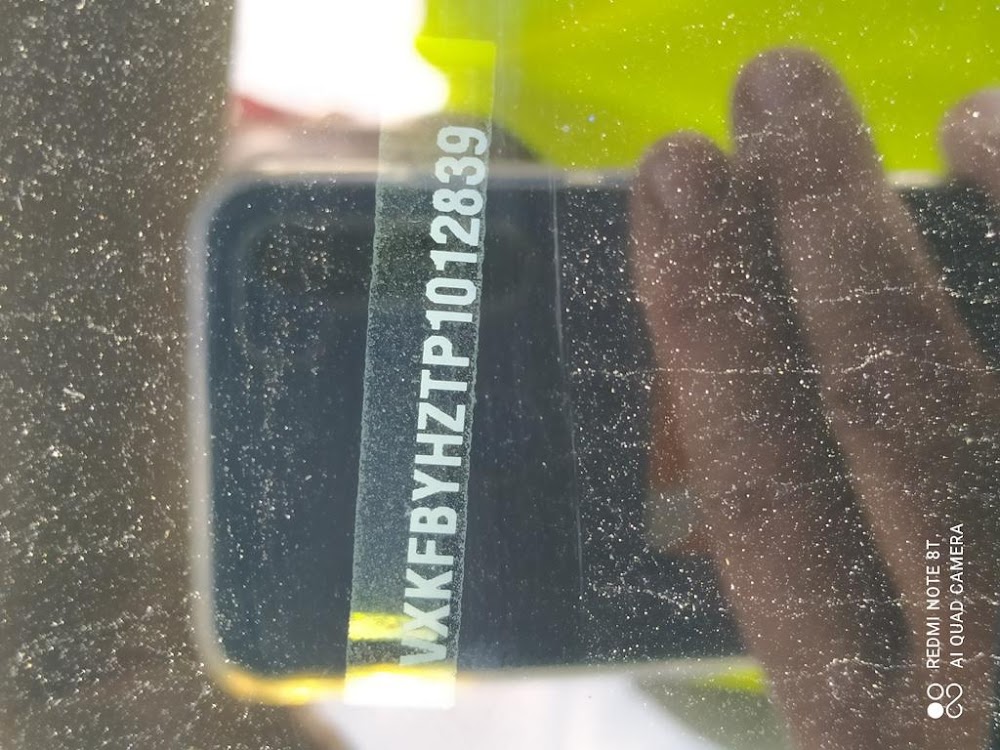 VXKFBYHZTP1012839
REDMI NOTE 8T
AI QUAD CAMERA